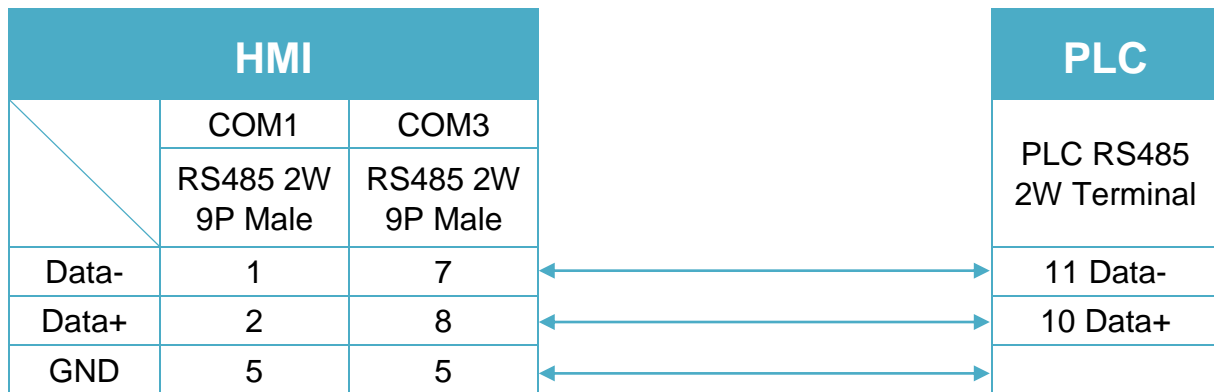 HMI
PLC
COM1 COM3
RS485 2W
9P Male
RS485 2W
9P Male
PLC RS485
2W Terminal
Data- 1 7 11 Data-
Data+ 2 8 10 Data+
GND 5 5